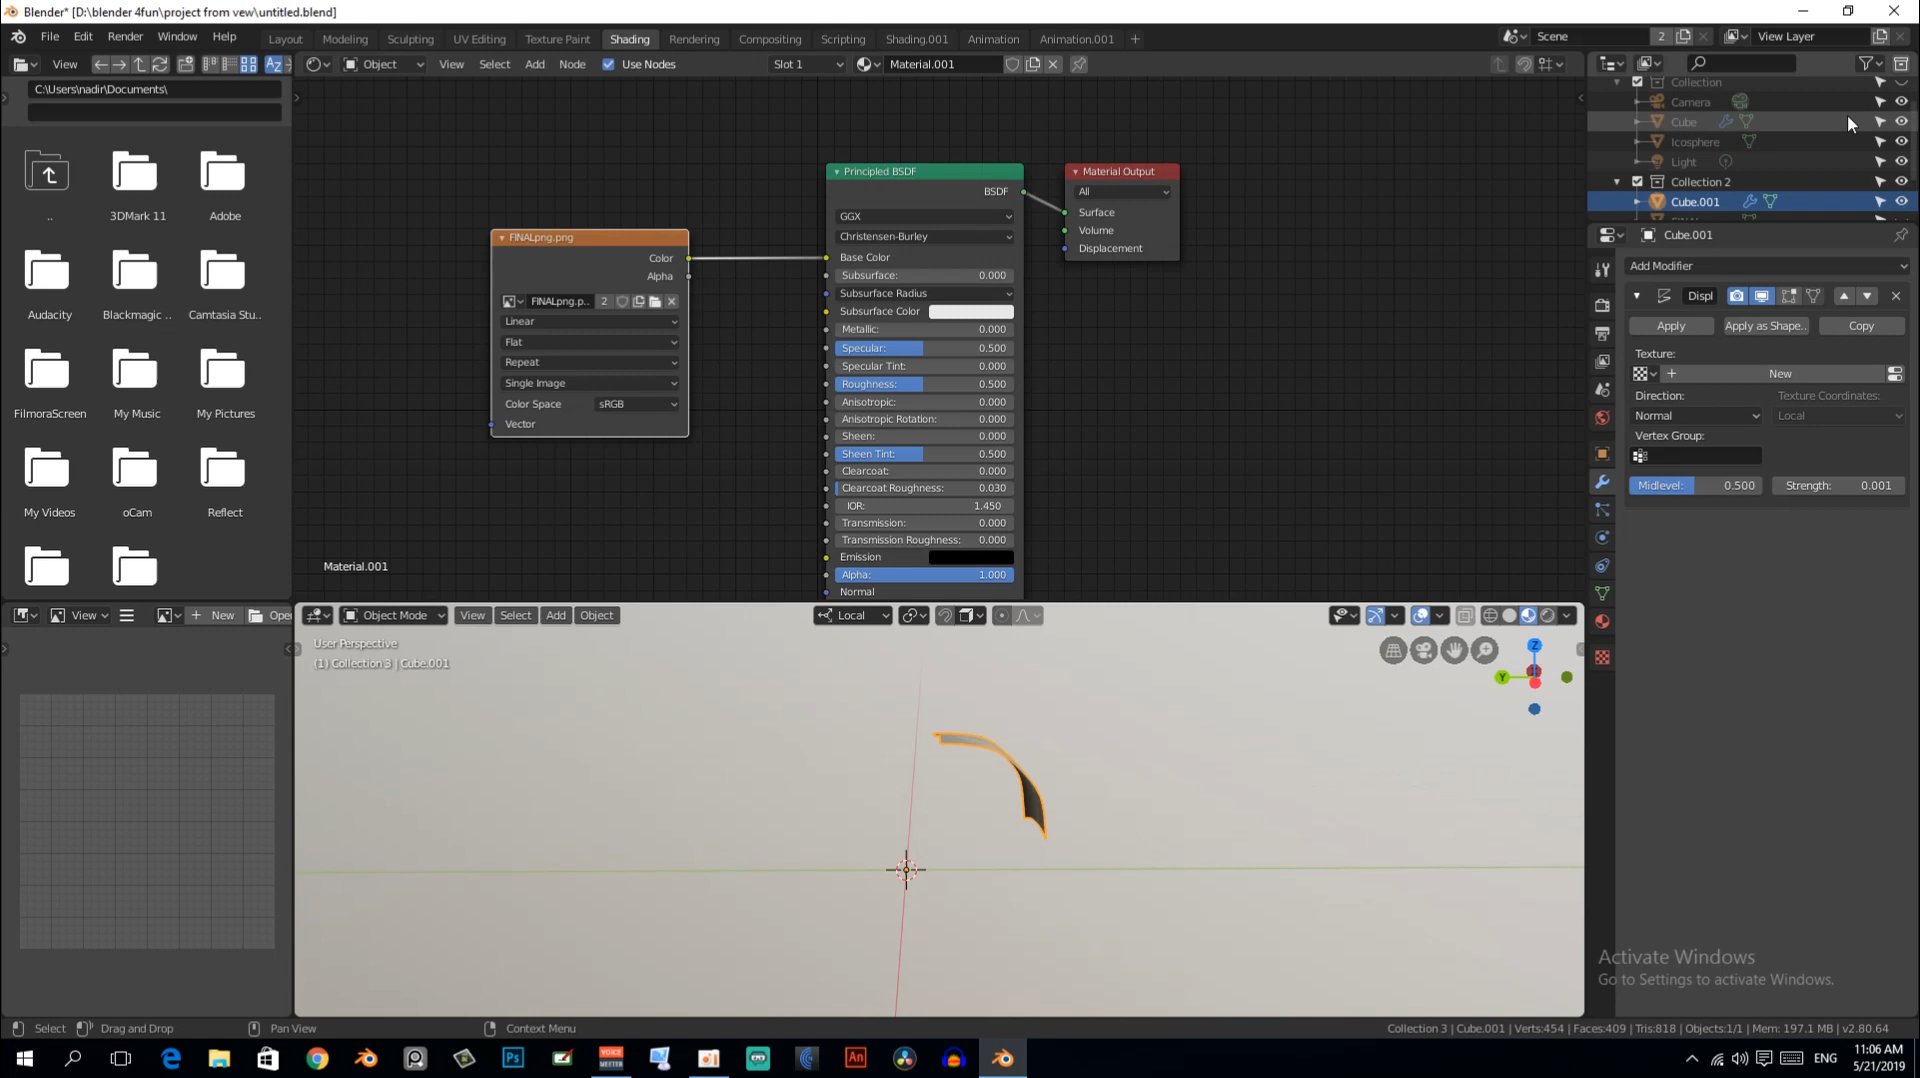 Blender* [D:\blender 4fun\project from vew\untitled.blend]
File Edit Render Window Help
Layout Modeling Sculpting UV Editing Texture Paint Shading Rendering Compositing Scripting Shading.001 Animation Animation.001 +
Scene 2 View Layer
View Az
Object View Select Add Node Use Nodes Slot 1 Material.001
C:\Users\nadir\Documents\
..
3DMark 11
Adobe
Audacity
Blackmagic ..
Camtasia Stu..
FilmoraScreen
My Music
My Pictures
My Videos
oCam
Reflect
FINALpng.png
Color
Alpha
FINALpng.p.. 2
Linear
Flat
Repeat
Single Image
Color Space sRGB
Vector
Material.001
Principled BSDF
BSDF
GGX
Christensen-Burley
Base Color
Subsurface: 0.000
Subsurface Radius
Subsurface Color
Metallic: 0.000
Specular: 0.500
Specular Tint: 0.000
Roughness: 0.500
Anisotropic: 0.000
Anisotropic Rotation: 0.000
Sheen: 0.000
Sheen Tint: 0.500
Clearcoat: 0.000
Clearcoat Roughness: 0.030
IOR: 1.450
Transmission: 0.000
Transmission Roughness: 0.000
Emission
Alpha: 1.000
Normal
Material Output
All
Surface
Volume
Displacement
Collection
Camera
Cube
Icosphere
Light
Collection 2
Cube.001
Cube.001
Add Modifier
Displ
Apply Apply as Shape.. Copy
Texture:
+ New
Direction: Texture Coordinates:
Normal Local
Vertex Group:
Midlevel: 0.500 Strength: 0.001
View + New Open
Object Mode View Select Add Object Local
User Perspective
(1) Collection 3 | Cube.001
Z
Y
Activate Windows
Go to Settings to activate Windows.
Select Drag and Drop Pan View Context Menu
Collection 3 | Cube.001 | Verts:454 | Faces:409 | Tris:818 | Objects:1/1 | Mem: 197.1 MB | v2.80.64
Ps VOICE MEETER An
ENG 11:06 AM
5/21/2019